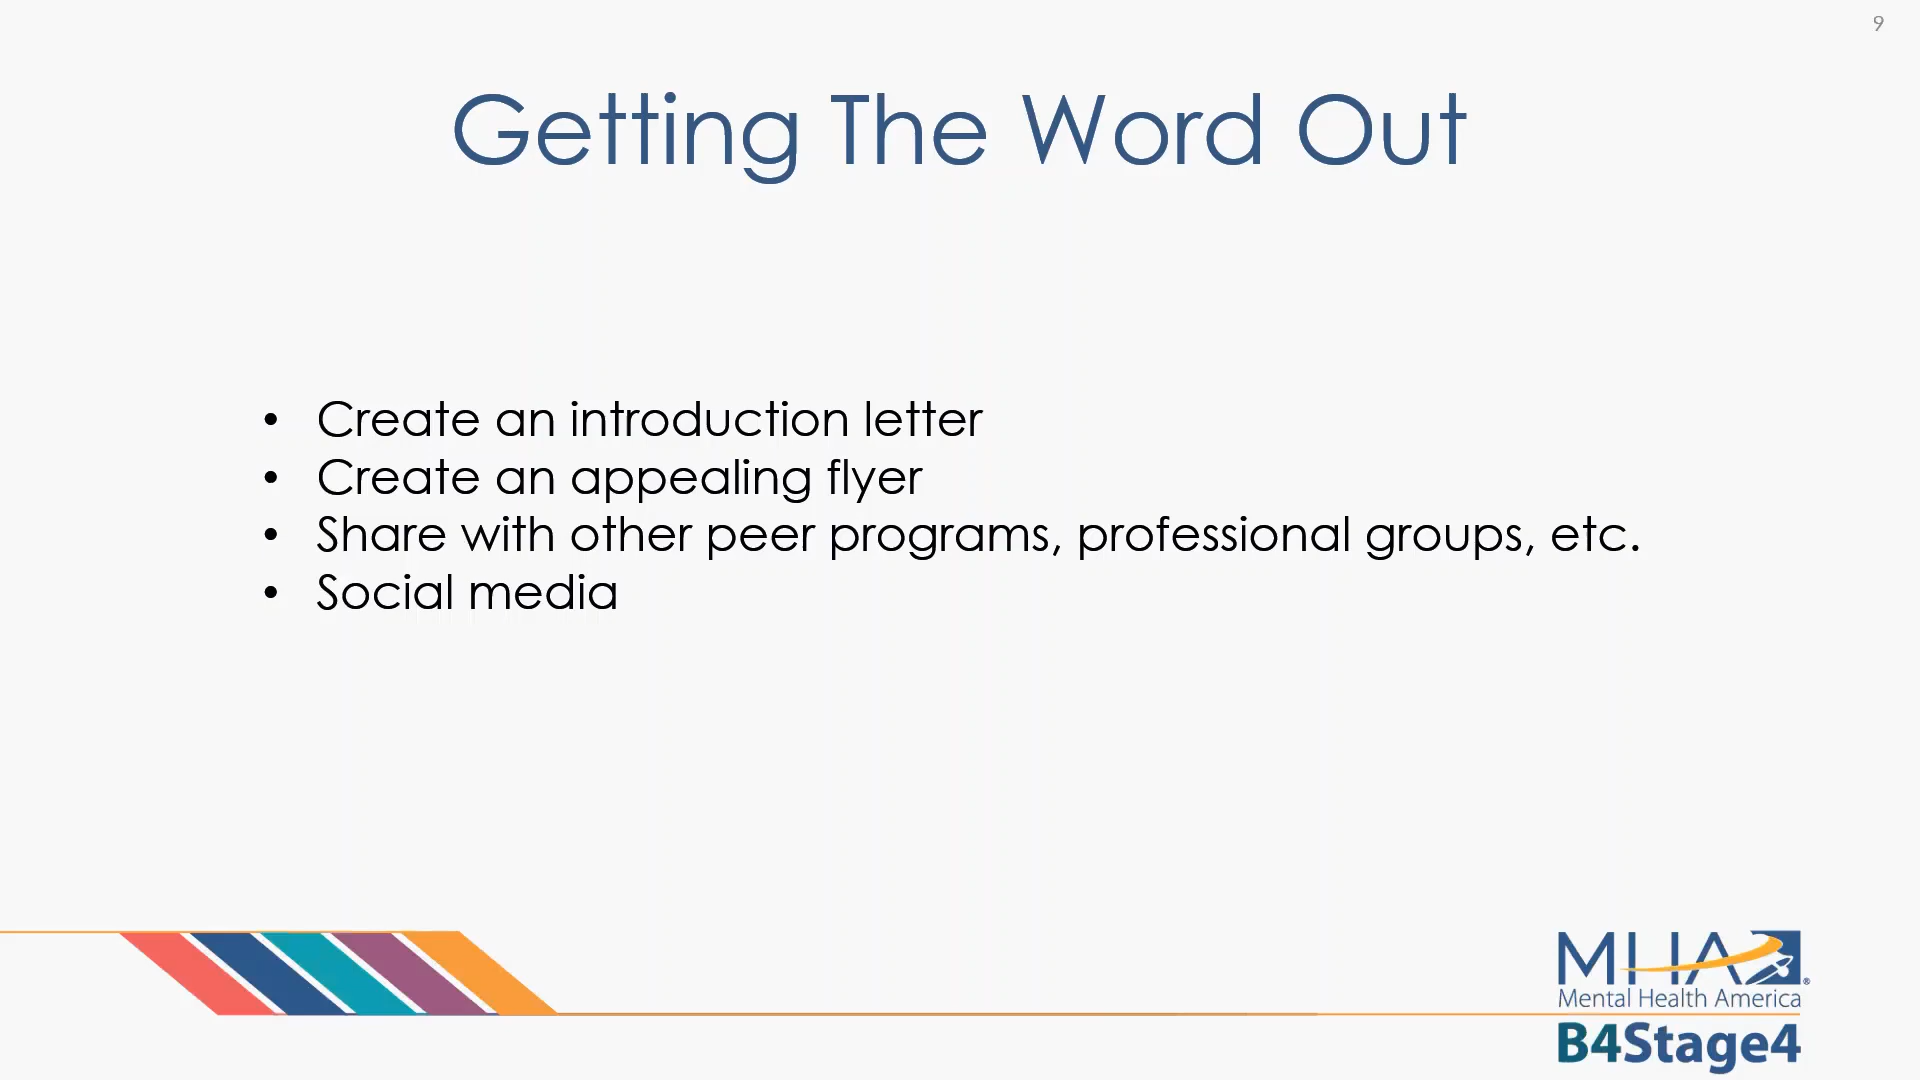 9
Getting The Word Out
• Create an introduction letter
• Create an appealing flyer
• Share with other peer programs, professional groups, etc.
• Social media
MHA®
Mental Health America
B4Stage4